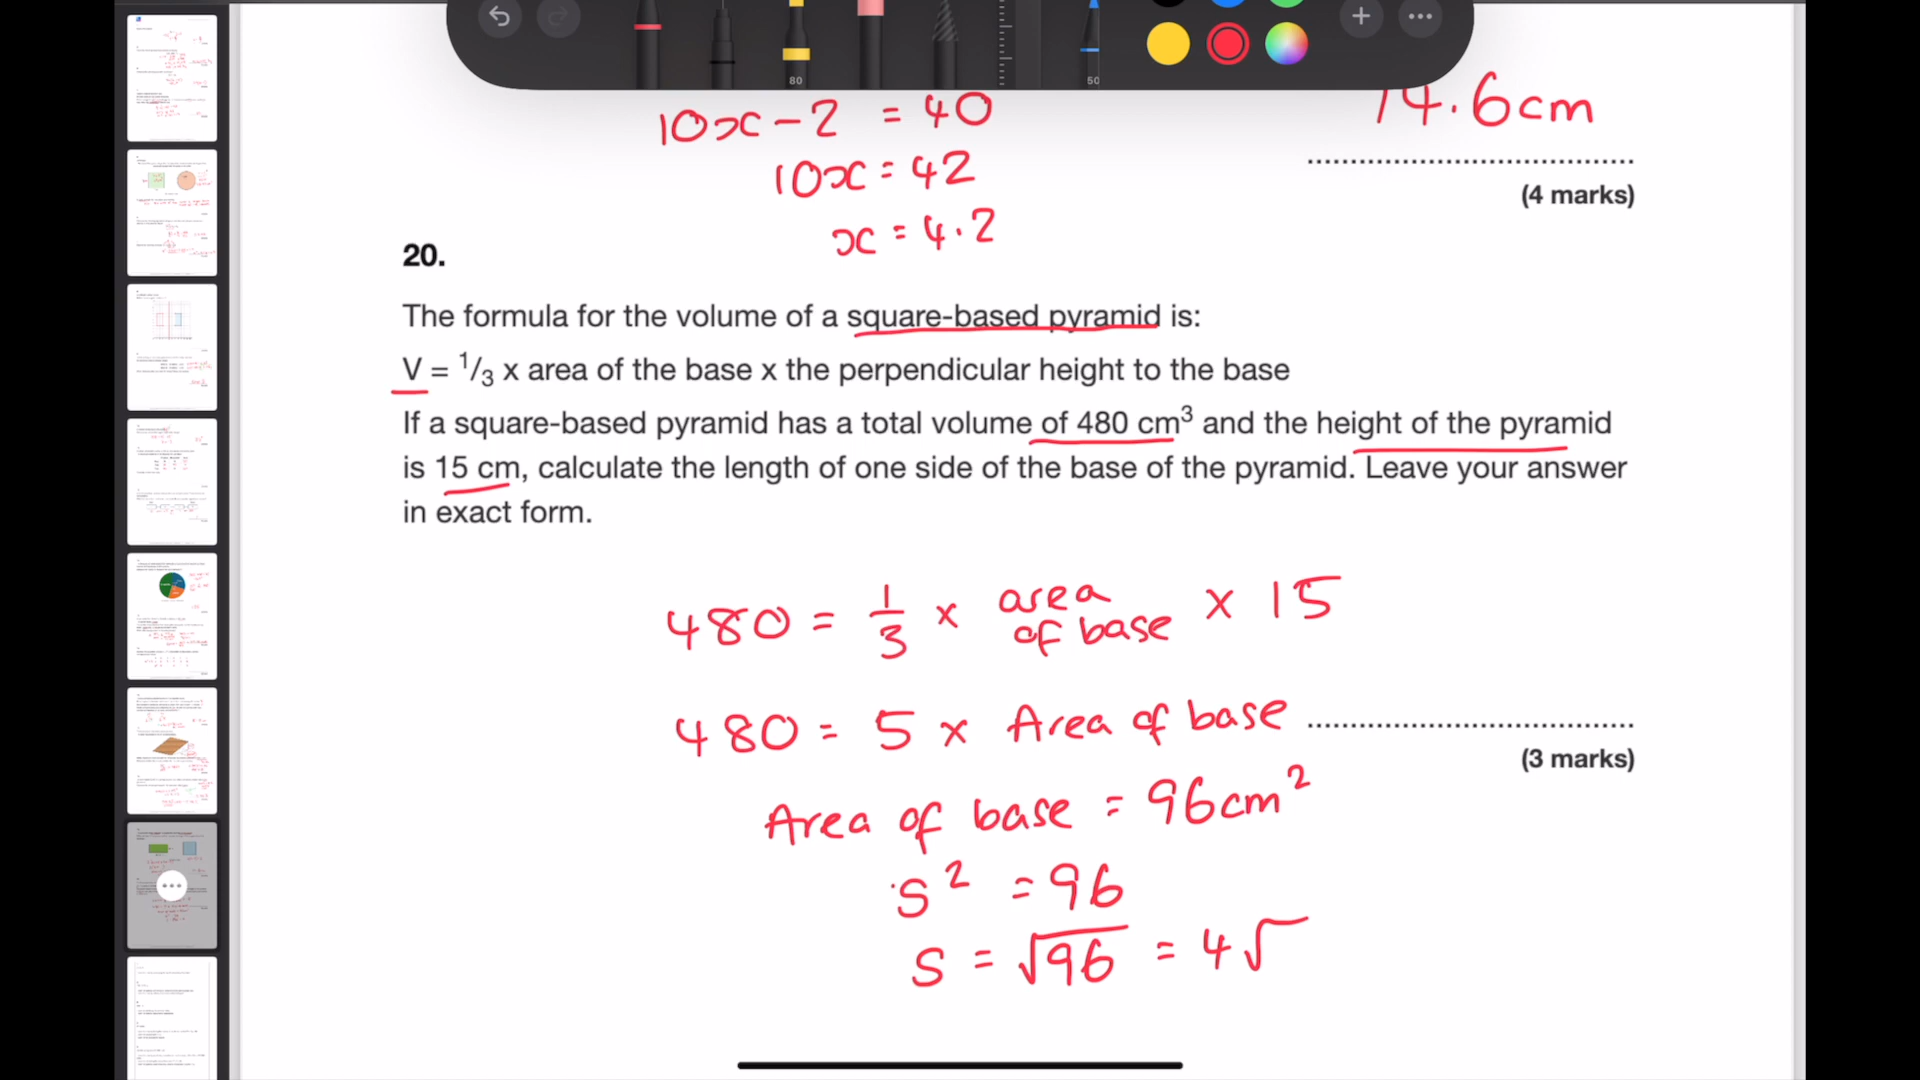 80
50
10x - 2 = 40
14.6cm
10x = 42
(4 marks)
x = 4.2
20.
The formula for the volume of a square-based pyramid is:
V = 1/3 x area of the base x the perpendicular height to the base
If a square-based pyramid has a total volume of 480 cm³ and the height of the pyramid
is 15 cm, calculate the length of one side of the base of the pyramid. Leave your answer
in exact form.
480 = 1/3 × area of base × 15
480 = 5 × Area of base
(3 marks)
Area of base = 96cm²
s² = 96
s = √96 = 4√